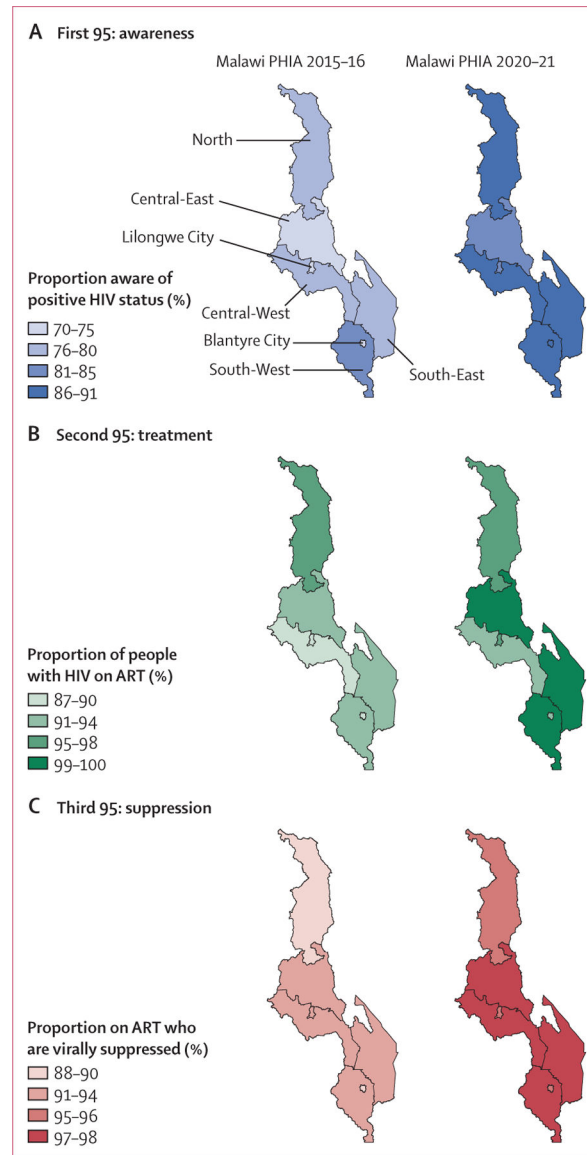 A First 95: awareness
Malawi PHIA 2015–16 Malawi PHIA 2020–21
North
Central-East
Lilongwe City
Proportion aware of
positive HIV status (%)
70–75
76–80
81–85
86–91
Central-West
Blantyre City
South-West
South-East
B Second 95: treatment
Proportion of people
with HIV on ART (%)
87–90
91–94
95–98
99–100
C Third 95: suppression
Proportion on ART who
are virally suppressed (%)
88–90
91–94
95–96
97–98